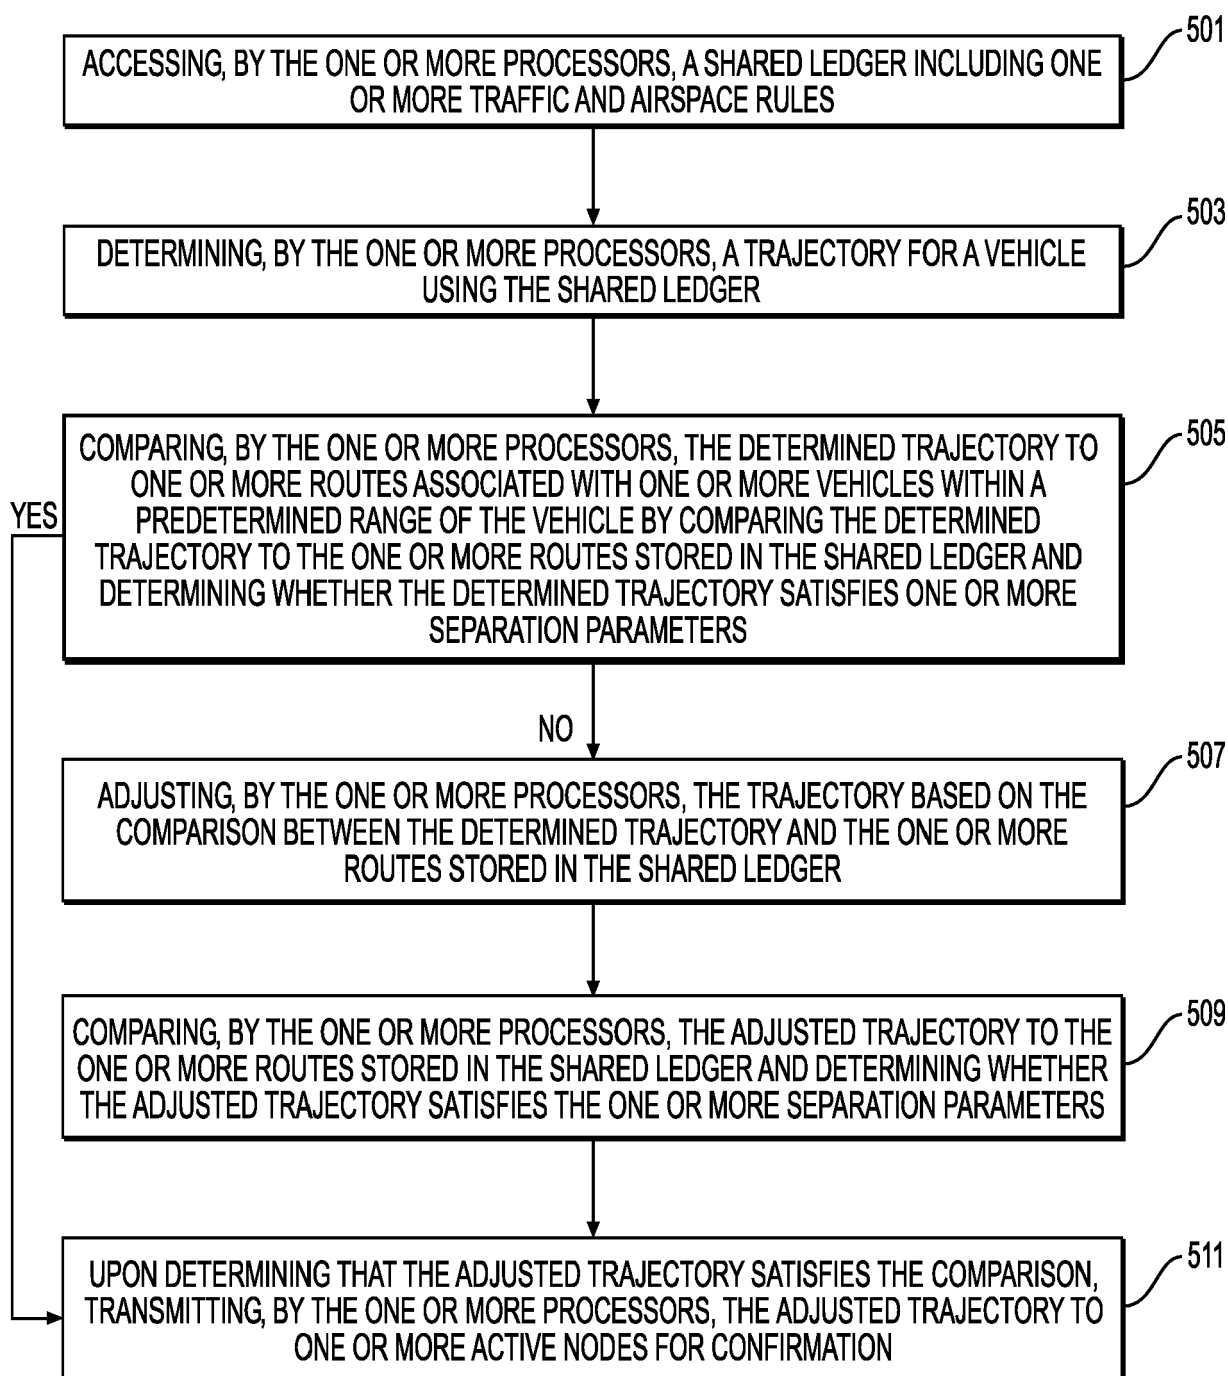 501
ACCESSING, BY THE ONE OR MORE PROCESSORS, A SHARED LEDGER INCLUDING ONE
OR MORE TRAFFIC AND AIRSPACE RULES
503
DETERMINING, BY THE ONE OR MORE PROCESSORS, A TRAJECTORY FOR A VEHICLE
USING THE SHARED LEDGER
505
COMPARING, BY THE ONE OR MORE PROCESSORS, THE DETERMINED TRAJECTORY TO
ONE OR MORE ROUTES ASSOCIATED WITH ONE OR MORE VEHICLES WITHIN A
PREDETERMINED RANGE OF THE VEHICLE BY COMPARING THE DETERMINED
TRAJECTORY TO THE ONE OR MORE ROUTES STORED IN THE SHARED LEDGER AND
DETERMINING WHETHER THE DETERMINED TRAJECTORY SATISFIES ONE OR MORE
SEPARATION PARAMETERS
YES
NO
507
ADJUSTING, BY THE ONE OR MORE PROCESSORS, THE TRAJECTORY BASED ON THE
COMPARISON BETWEEN THE DETERMINED TRAJECTORY AND THE ONE OR MORE
ROUTES STORED IN THE SHARED LEDGER
509
COMPARING, BY THE ONE OR MORE PROCESSORS, THE ADJUSTED TRAJECTORY TO THE
ONE OR MORE ROUTES STORED IN THE SHARED LEDGER AND DETERMINING WHETHER
THE ADJUSTED TRAJECTORY SATISFIES THE ONE OR MORE SEPARATION PARAMETERS
511
UPON DETERMINING THAT THE ADJUSTED TRAJECTORY SATISFIES THE COMPARISON,
TRANSMITTING, BY THE ONE OR MORE PROCESSORS, THE ADJUSTED TRAJECTORY TO
ONE OR MORE ACTIVE NODES FOR CONFIRMATION